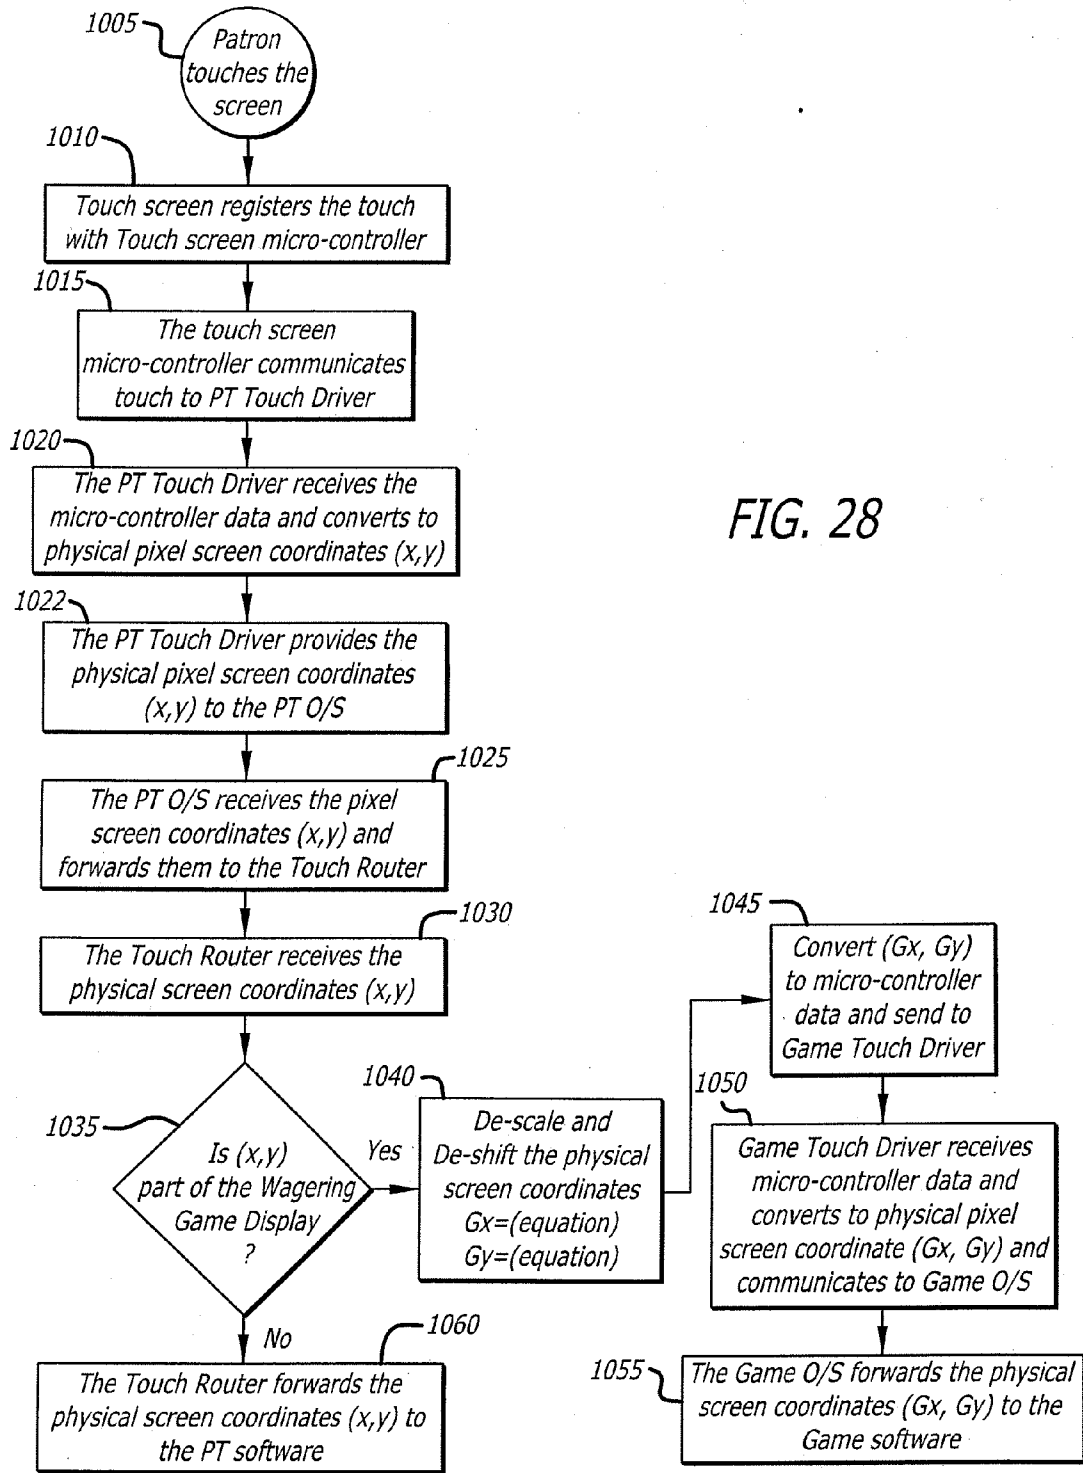 1005
Patron
touches the
screen
1010
Touch screen registers the touch
with Touch screen micro-controller
1015
The touch screen
micro-controller communicates
touch to PT Touch Driver
1020
The PT Touch Driver receives the
micro-controller data and converts to
physical pixel screen coordinates (x,y)
FIG. 28
1022
The PT Touch Driver provides the
physical pixel screen coordinates
(x,y) to the PT O/S
1025
The PT O/S receives the pixel
screen coordinates (x,y) and
forwards them to the Touch Router
1030
The Touch Router receives the
physical screen coordinates (x,y)
1035
Is (x,y)
part of the Wagering
Game Display
?
Yes
1040
De-scale and
De-shift the physical
screen coordinates
Gx=(equation)
Gy=(equation)
1045
Convert (Gx, Gy)
to micro-controller
data and send to
Game Touch Driver
1050
Game Touch Driver receives
micro-controller data and
converts to physical pixel
screen coordinate (Gx, Gy) and
communicates to Game O/S
1055
The Game O/S forwards the physical
screen coordinates (Gx, Gy) to the
Game software
No
1060
The Touch Router forwards the
physical screen coordinates (x,y) to
the PT software